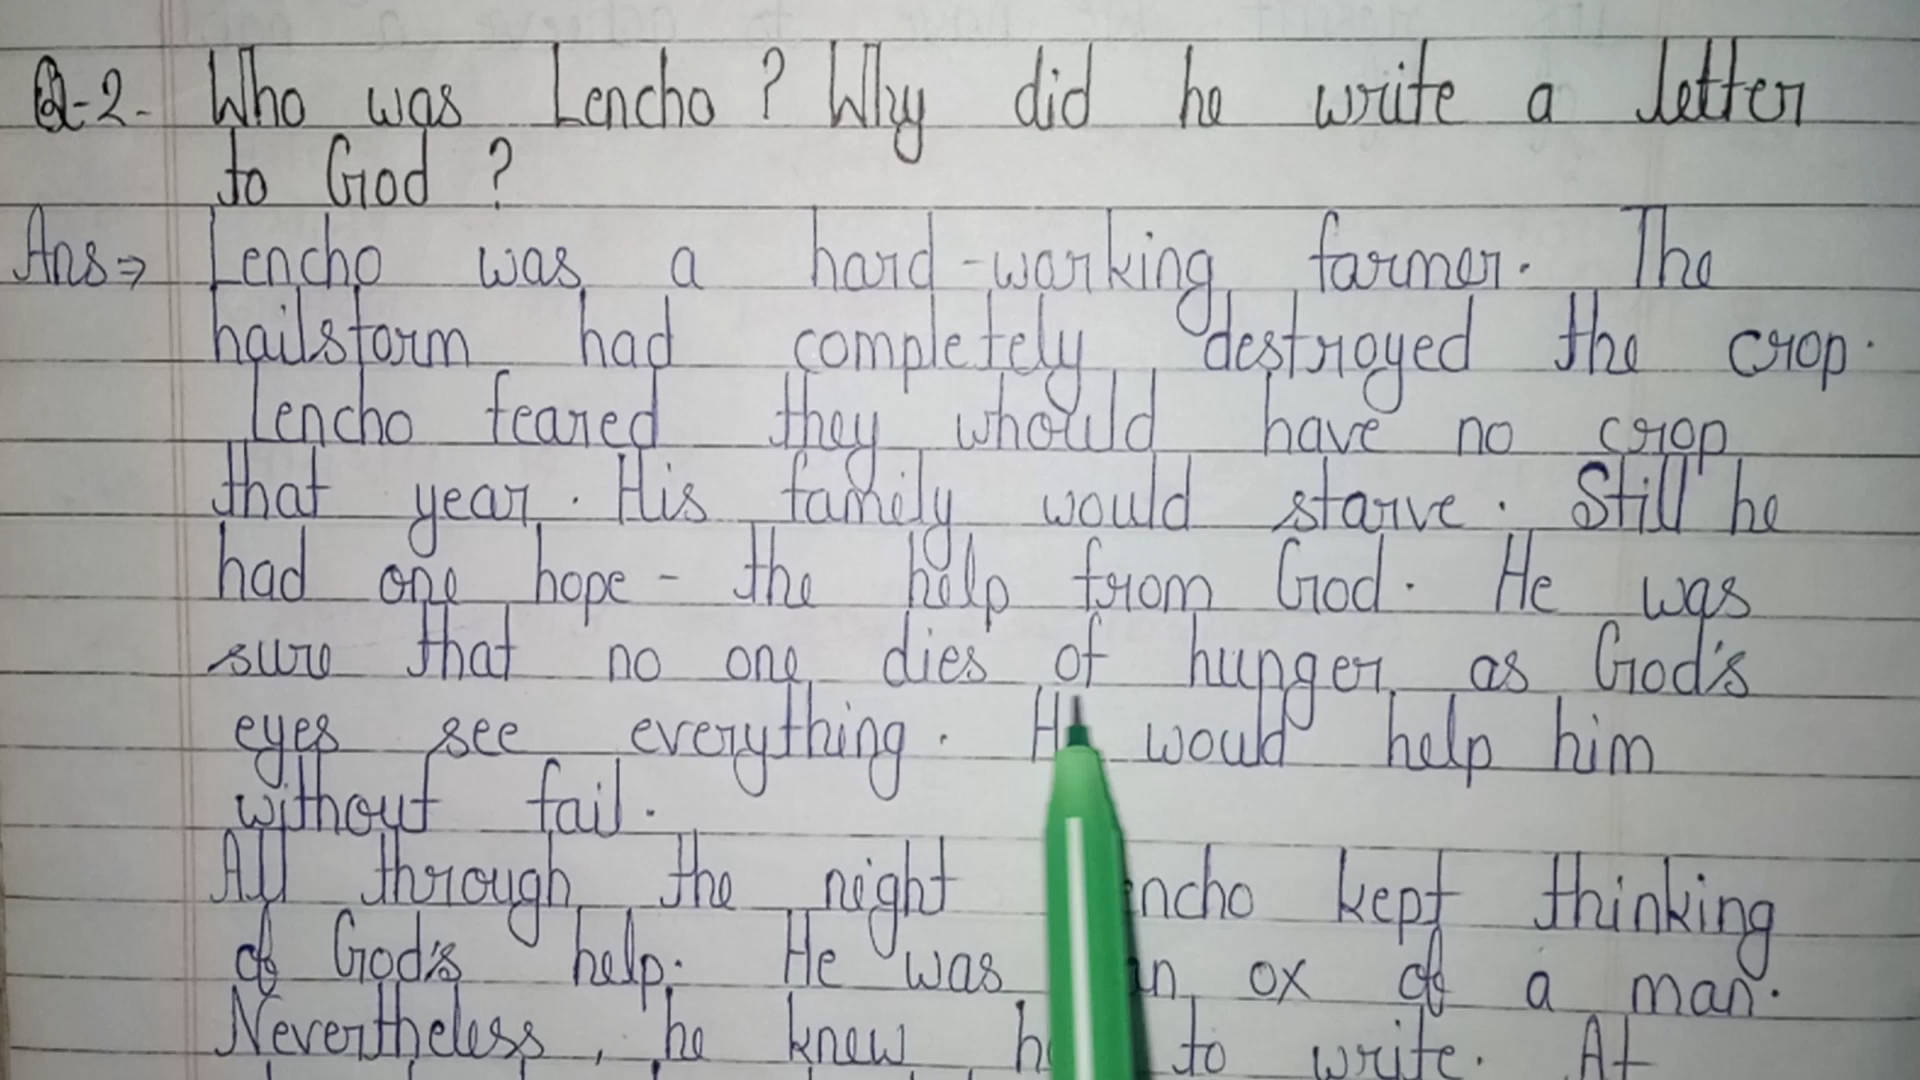 Q-2- Who was Lencho ? Why did he write a letter
to God ?
Ans⇒ Lencho was a hard-working farmer. The
hailstorm had completely destroyed the crop.
Lencho feared they whould have no crop
that year. His family would starve. Still he
had one hope - the help from God. He was
sure that no one dies of hunger as God's
eyes see everything. would help him
without fail.
All through the night kept thinking
of God's help. He was ox of a man.
Nevertheless, he knew to write. At